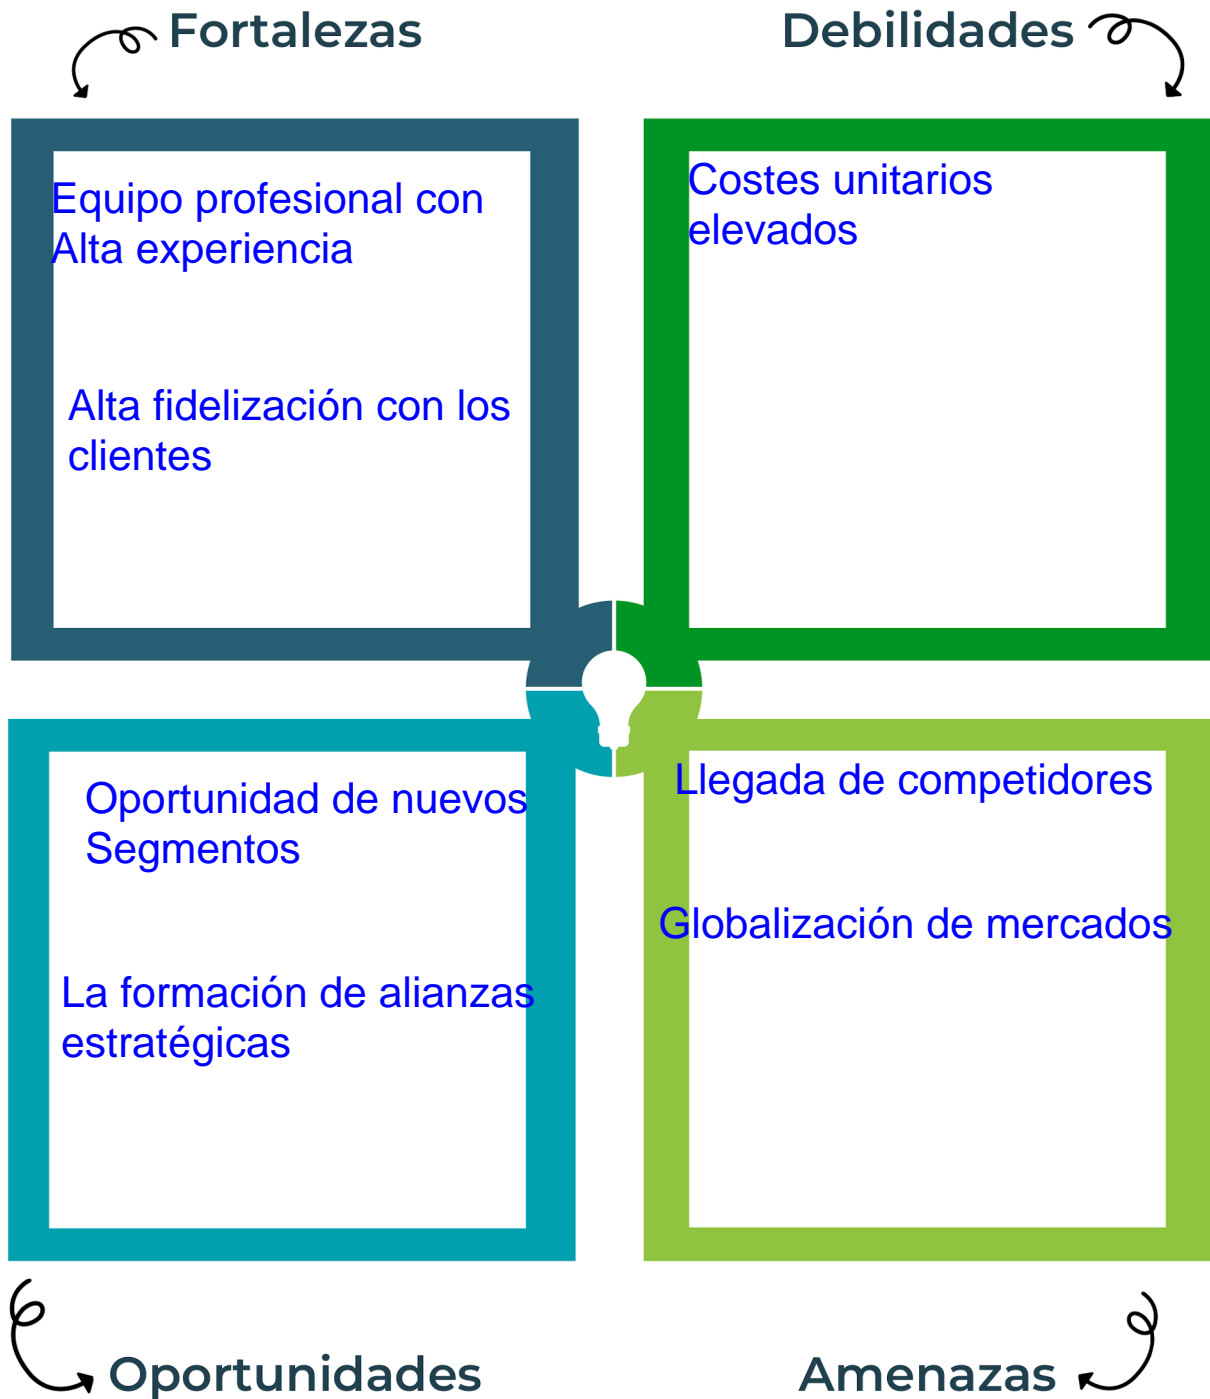 Fortalezas
Equipo profesional con
Alta experiencia
Alta fidelización con los
clientes
Debilidades
Costes unitarios
elevados
Oportunidad de nuevos
Segmentos
La formación de alianzas
estratégicas
Oportunidades
Llegada de competidores
Globalización de mercados
Amenazas